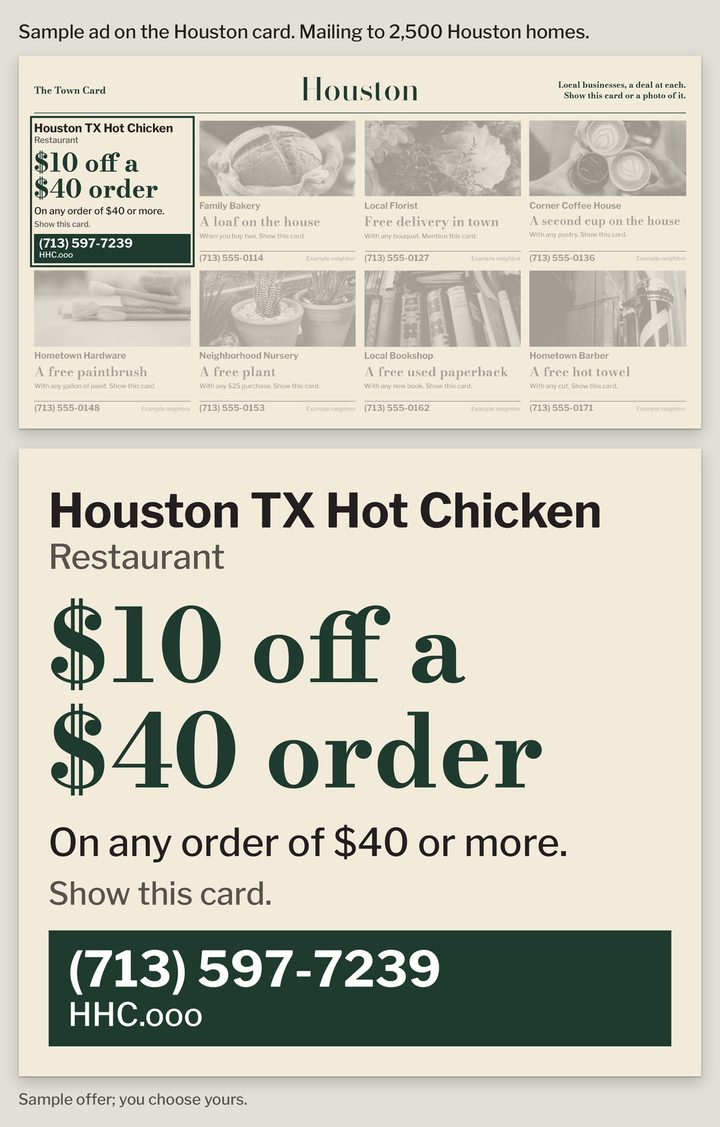 Sample ad on the Houston card. Mailing to 2,500 Houston homes.
The Town Card
Houston
Local businesses, a deal at each.
Show this card or a photo of it.
Houston TX Hot Chicken
Restaurant
$10 off a
$40 order
On any order of $40 or more.
Show this card.
(713) 597-7239
HHC.ooo
Family Bakery
A loaf on the house
When you buy two. Show this card.
(713) 555-0114
Example neighbor
Local Florist
Free delivery in town
With any bouquet. Mention this card.
(713) 555-0127
Example neighbor
Corner Coffee House
A second cup on the house
With any pastry. Show this card.
(713) 555-0136
Example neighbor
Hometown Hardware
A free paintbrush
With any gallon of paint. Show this card.
(713) 555-0148
Example neighbor
Neighborhood Nursery
A free plant
With any $25 purchase. Show this card.
(713) 555-0153
Example neighbor
Local Bookshop
A free used paperback
With any new book. Show this card.
(713) 555-0162
Example neighbor
Hometown Barber
A free hot towel
With any cut. Show this card.
(713) 555-0171
Example neighbor
Houston TX Hot Chicken
Restaurant
$10 off a
$40 order
On any order of $40 or more.
Show this card.
(713) 597-7239
HHC.ooo
Sample offer; you choose yours.